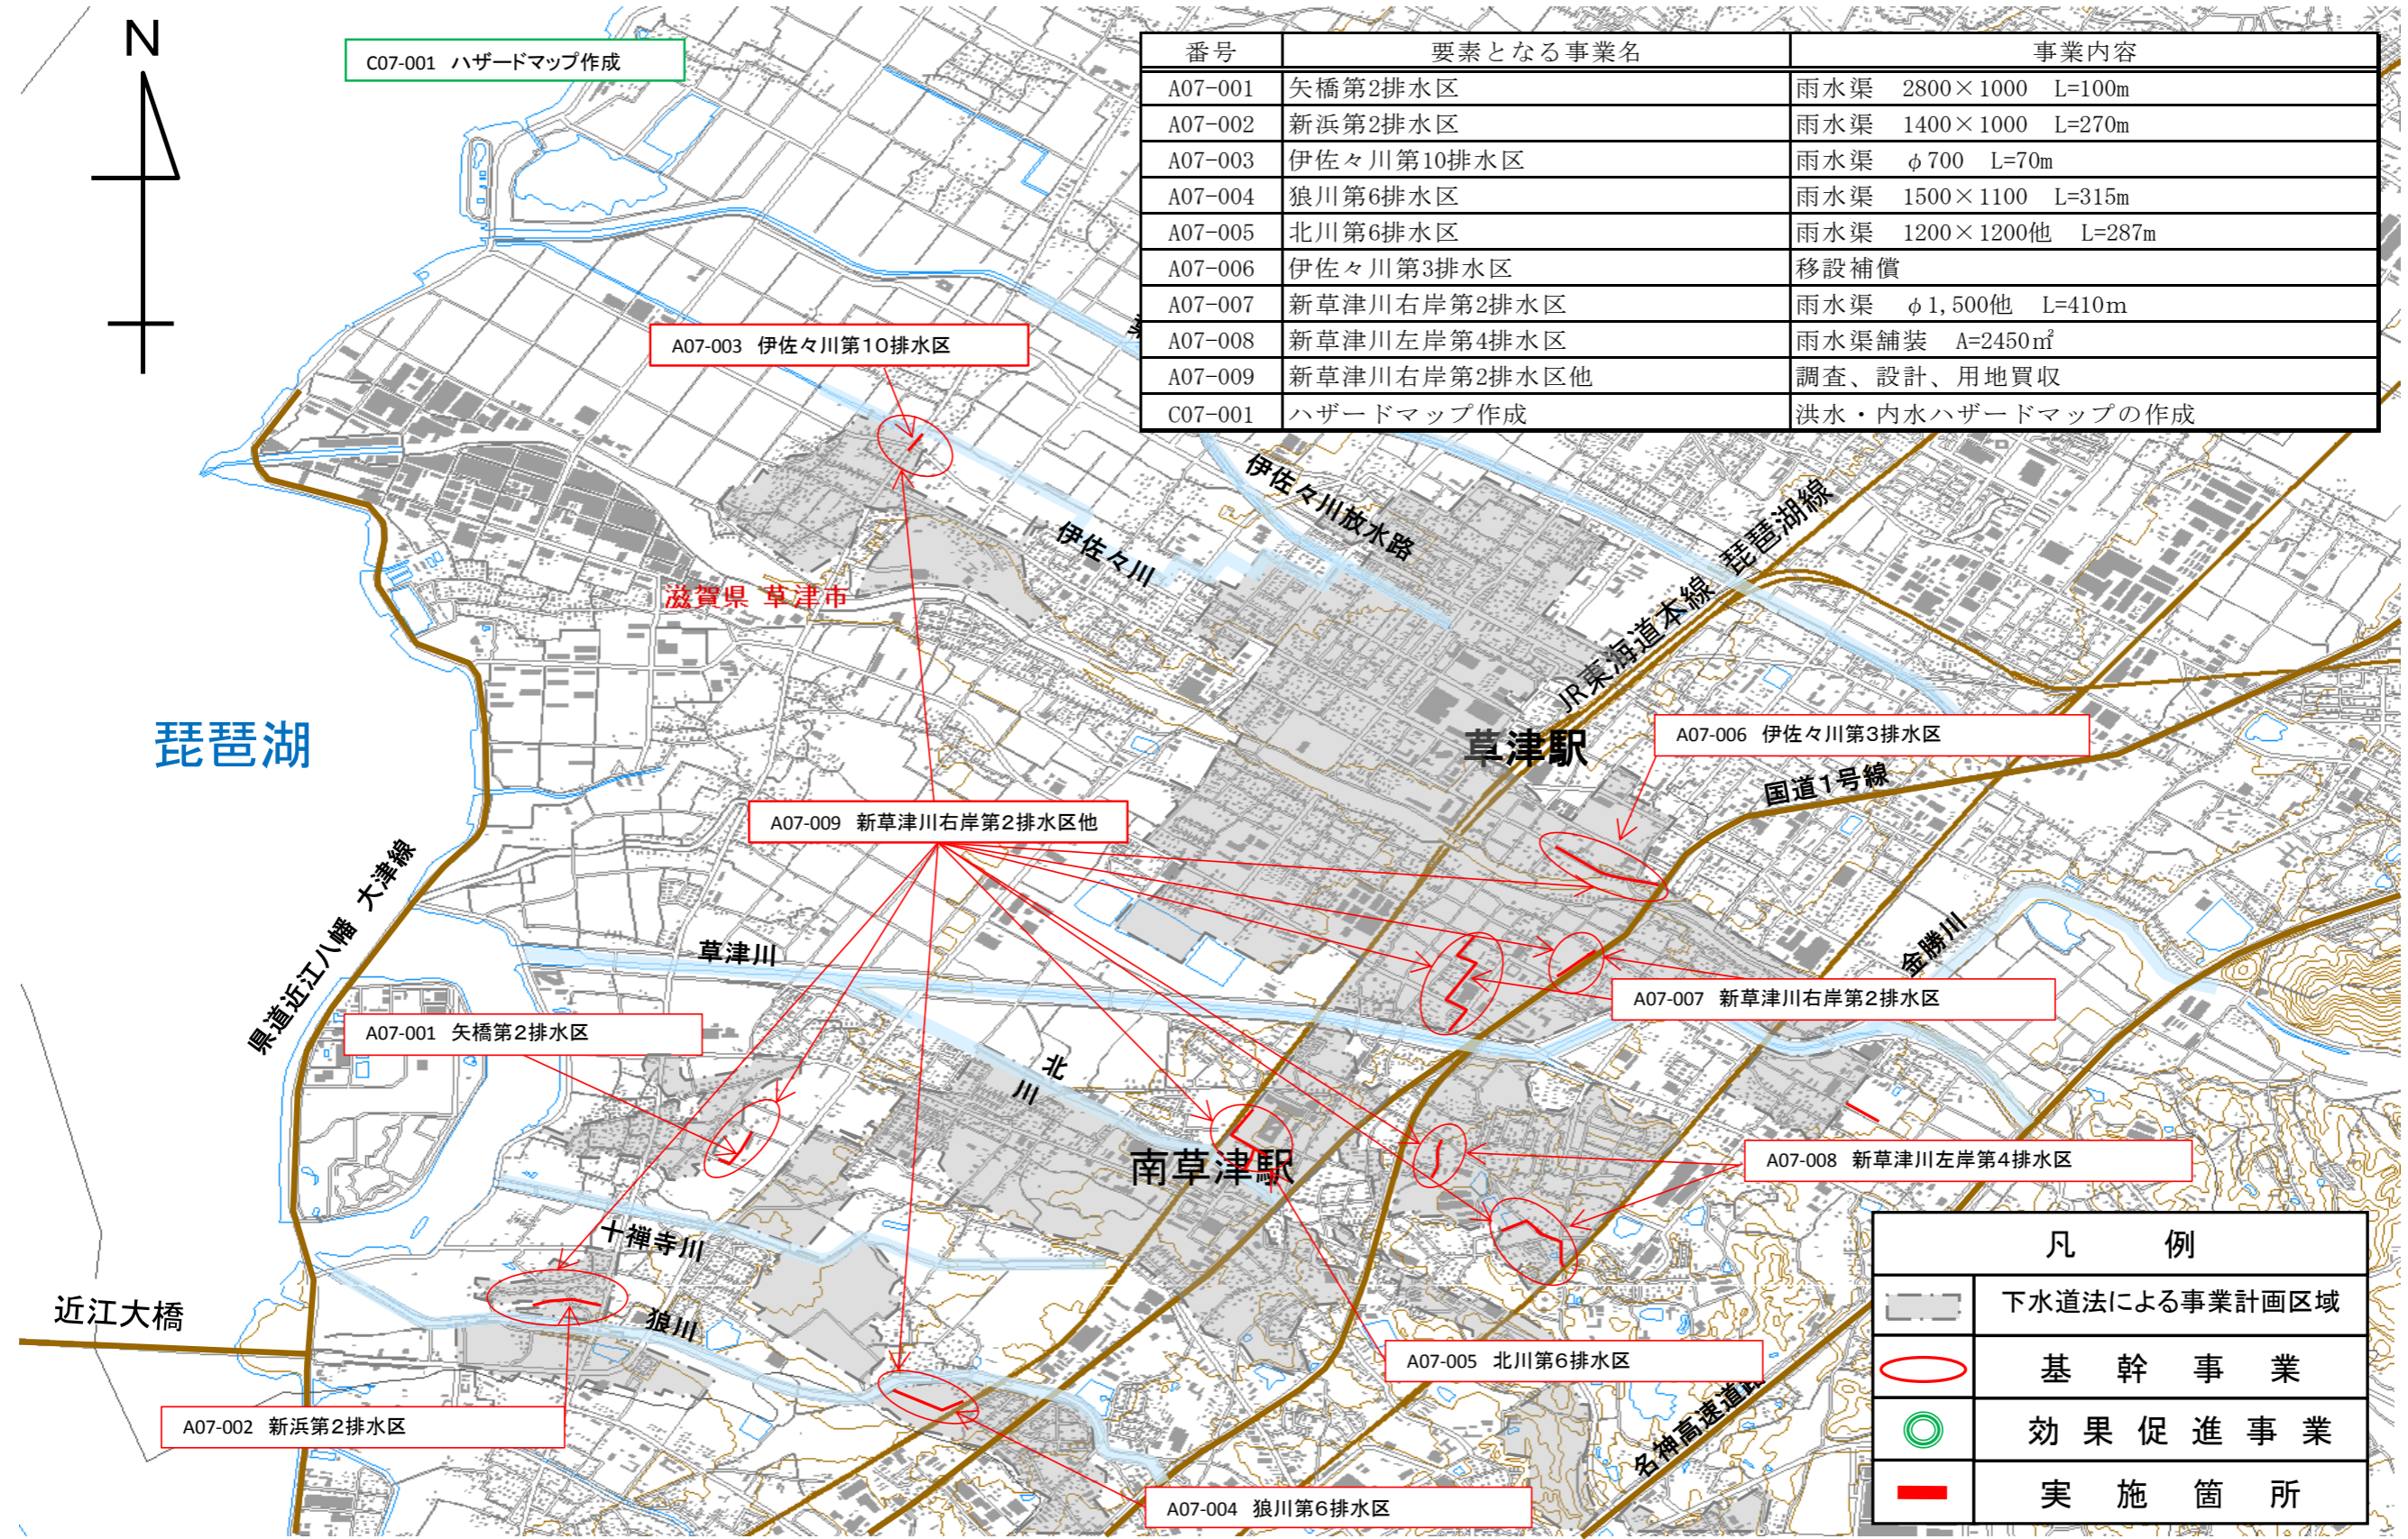 N
C07-001 ハザードマップ作成
番号 要素となる事業名 事業内容
A07-001 矢橋第2排水区 雨水渠 2800×1000 L=100m
A07-002 新浜第2排水区 雨水渠 1400×1000 L=270m
A07-003 伊佐々川第10排水区 雨水渠 φ700 L=70m
A07-004 狼川第6排水区 雨水渠 1500×1100 L=315m
A07-005 北川第6排水区 雨水渠 1200×1200他 L=287m
A07-006 伊佐々川第3排水区 移設補償
A07-007 新草津川右岸第2排水区 雨水渠 φ1,500他 L=410m
A07-008 新草津川左岸第4排水区 雨水渠舗装 A=2450㎡
A07-009 新草津川右岸第2排水区他 調査、設計、用地買収
C07-001 ハザードマップ作成 洪水・内水ハザードマップの作成
A07-003 伊佐々川第10排水区
伊佐々川放水路
伊佐々川
JR東海道本線 琵琶湖線
滋賀県 草津市
琵琶湖
草津駅
A07-006 伊佐々川第3排水区
国道1号線
A07-009 新草津川右岸第2排水区他
県道近江八幡 大津線
草津川
金勝川
A07-007 新草津川右岸第2排水区
A07-001 矢橋第2排水区
北川
南草津駅
A07-008 新草津川左岸第4排水区
十禅寺川
近江大橋
狼川
A07-005 北川第6排水区
A07-002 新浜第2排水区
名神高速道路
A07-004 狼川第6排水区
凡 例
下水道法による事業計画区域
基幹事業
効果促進事業
実施箇所